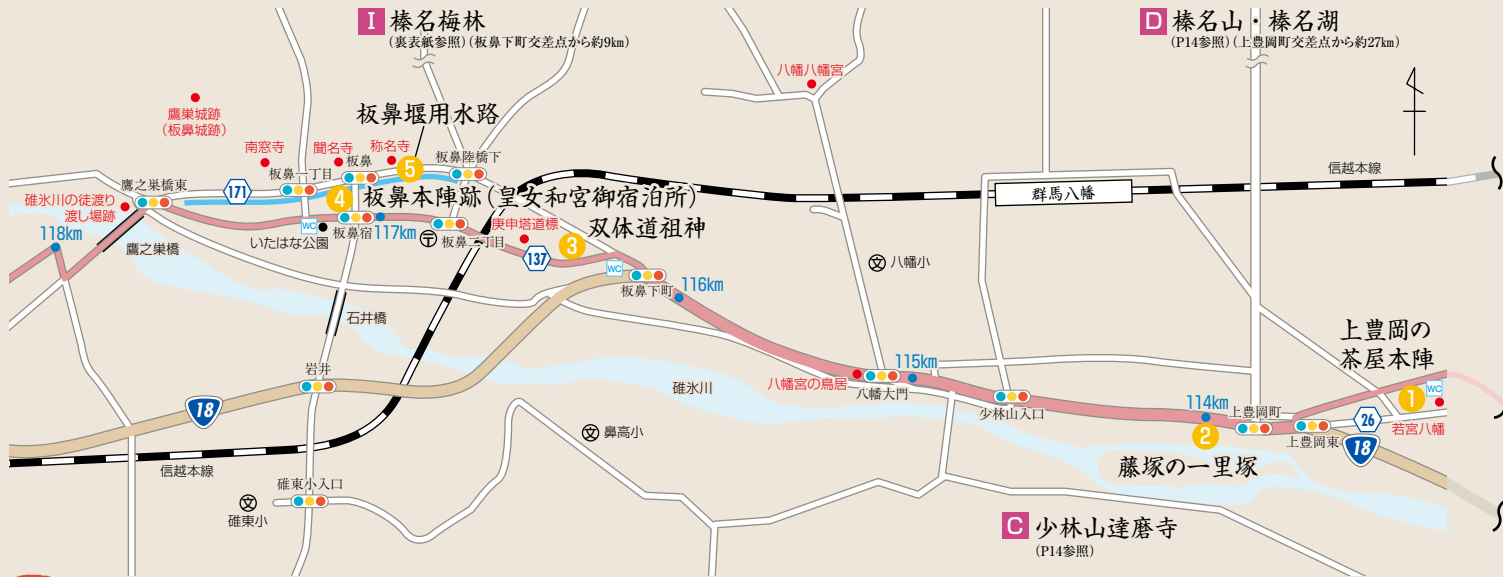 I 榛名梅林
(裏表紙参照)(板鼻下町交差点から約9㎞)
D 榛名山・榛名湖
(P14参照)(上豊岡町交差点から約27㎞)
八幡八幡宮
鷹巣城跡
(板鼻城跡)
板鼻堰用水路
南窓寺
聞名寺
称名寺
5
板鼻陸橋下
信越本線
板鼻一丁目
板鼻
群馬八幡
鷹之巣橋東
171
碓氷川の徒渡り
渡し場跡
4
板鼻本陣跡(皇女和宮御宿泊所)
118km
WC
いたはな公園
板鼻宿
117km
〒
板鼻二丁目
庚申塔道標
双体道祖神
3
137
鷹之巣橋
WC
板鼻下町
116km
文 八幡小
石井橋
上豊岡の
茶屋本陣
岩井
碓氷川
八幡宮の鳥居
八幡大門
115km
少林山入口
114km
2
上豊岡町
上豊岡東
26
1
WC
若宮八幡
18
18
文 鼻高小
信越本線
藤塚の一里塚
碓東小入口
文
碓東小
C 少林山達磨寺
(P14参照)